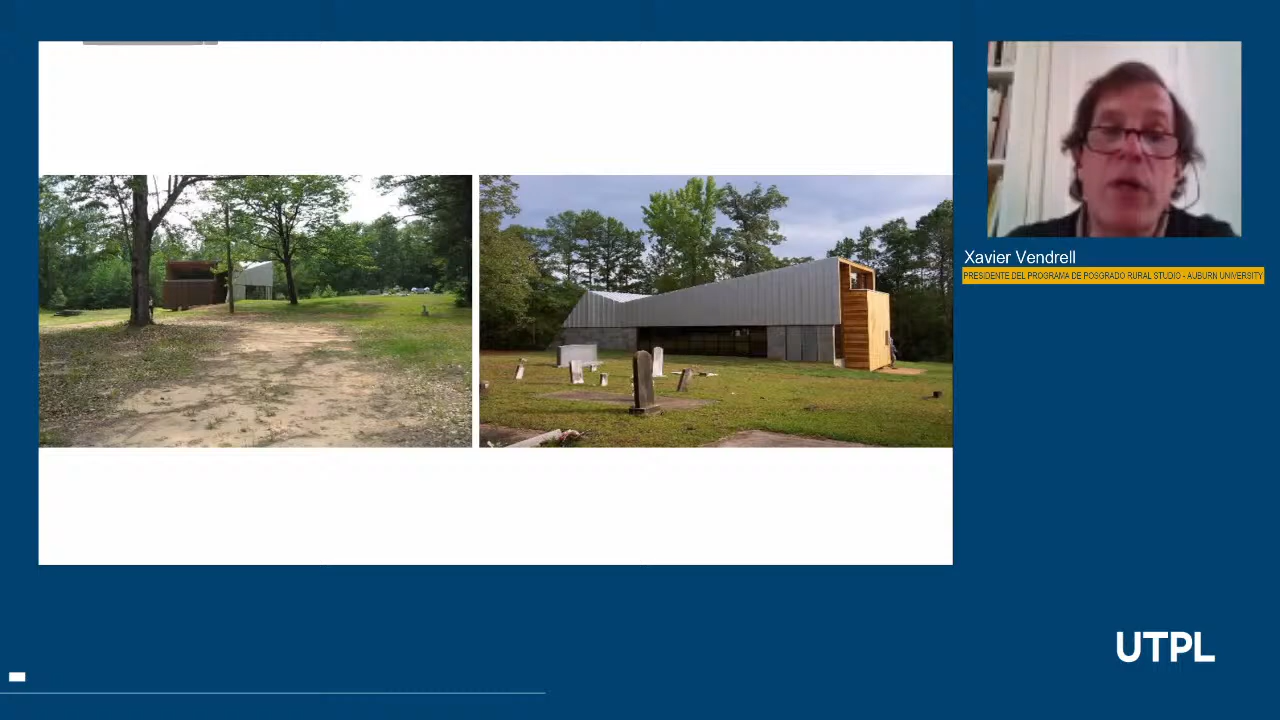 Xavier Vendrell
PRESIDENTE DEL PROGRAMA DE POSGRADO RURAL STUDIO - AUBURN UNIVERSITY
UTPL